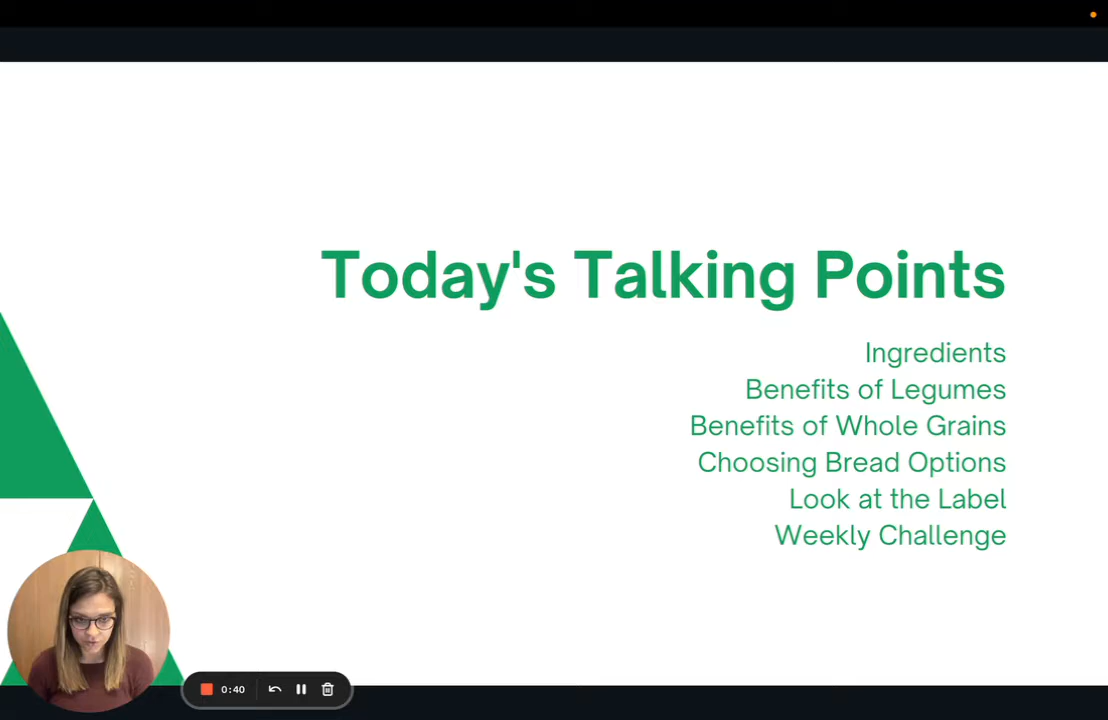 Today's Talking Points
Ingredients
Benefits of Legumes
Benefits of Whole Grains
Choosing Bread Options
Look at the Label
Weekly Challenge
0:40